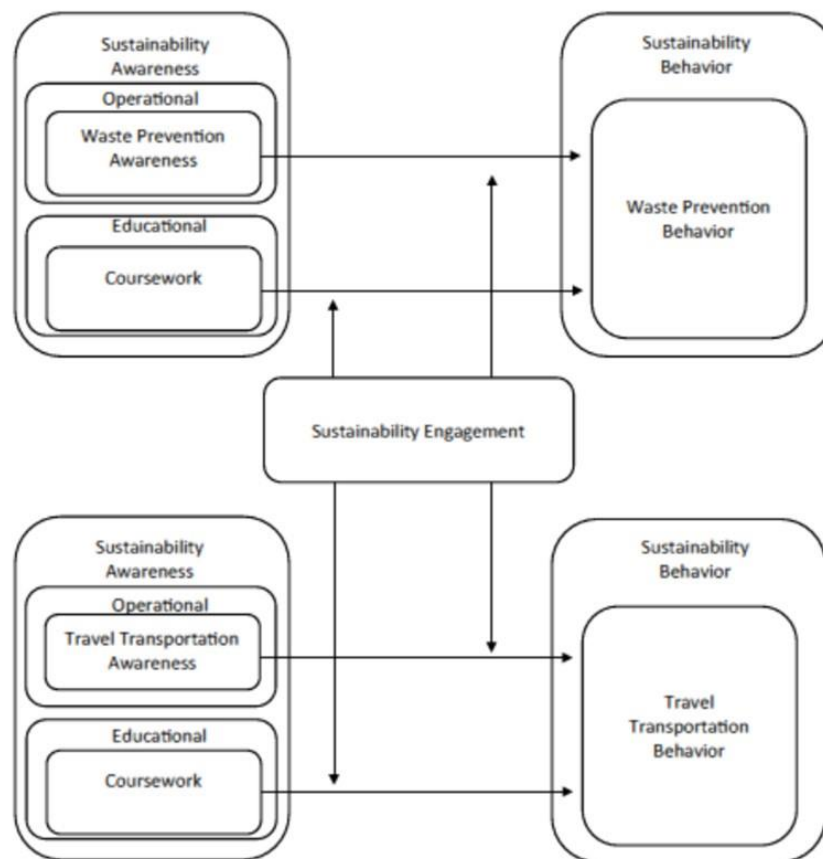 Sustainability
Awareness
Operational
Waste Prevention
Awareness
Educational
Coursework
Sustainability
Behavior
Waste Prevention
Behavior
Sustainability Engagement
Sustainability
Awareness
Operational
Travel Transportation
Awareness
Educational
Coursework
Sustainability
Behavior
Travel
Transportation
Behavior